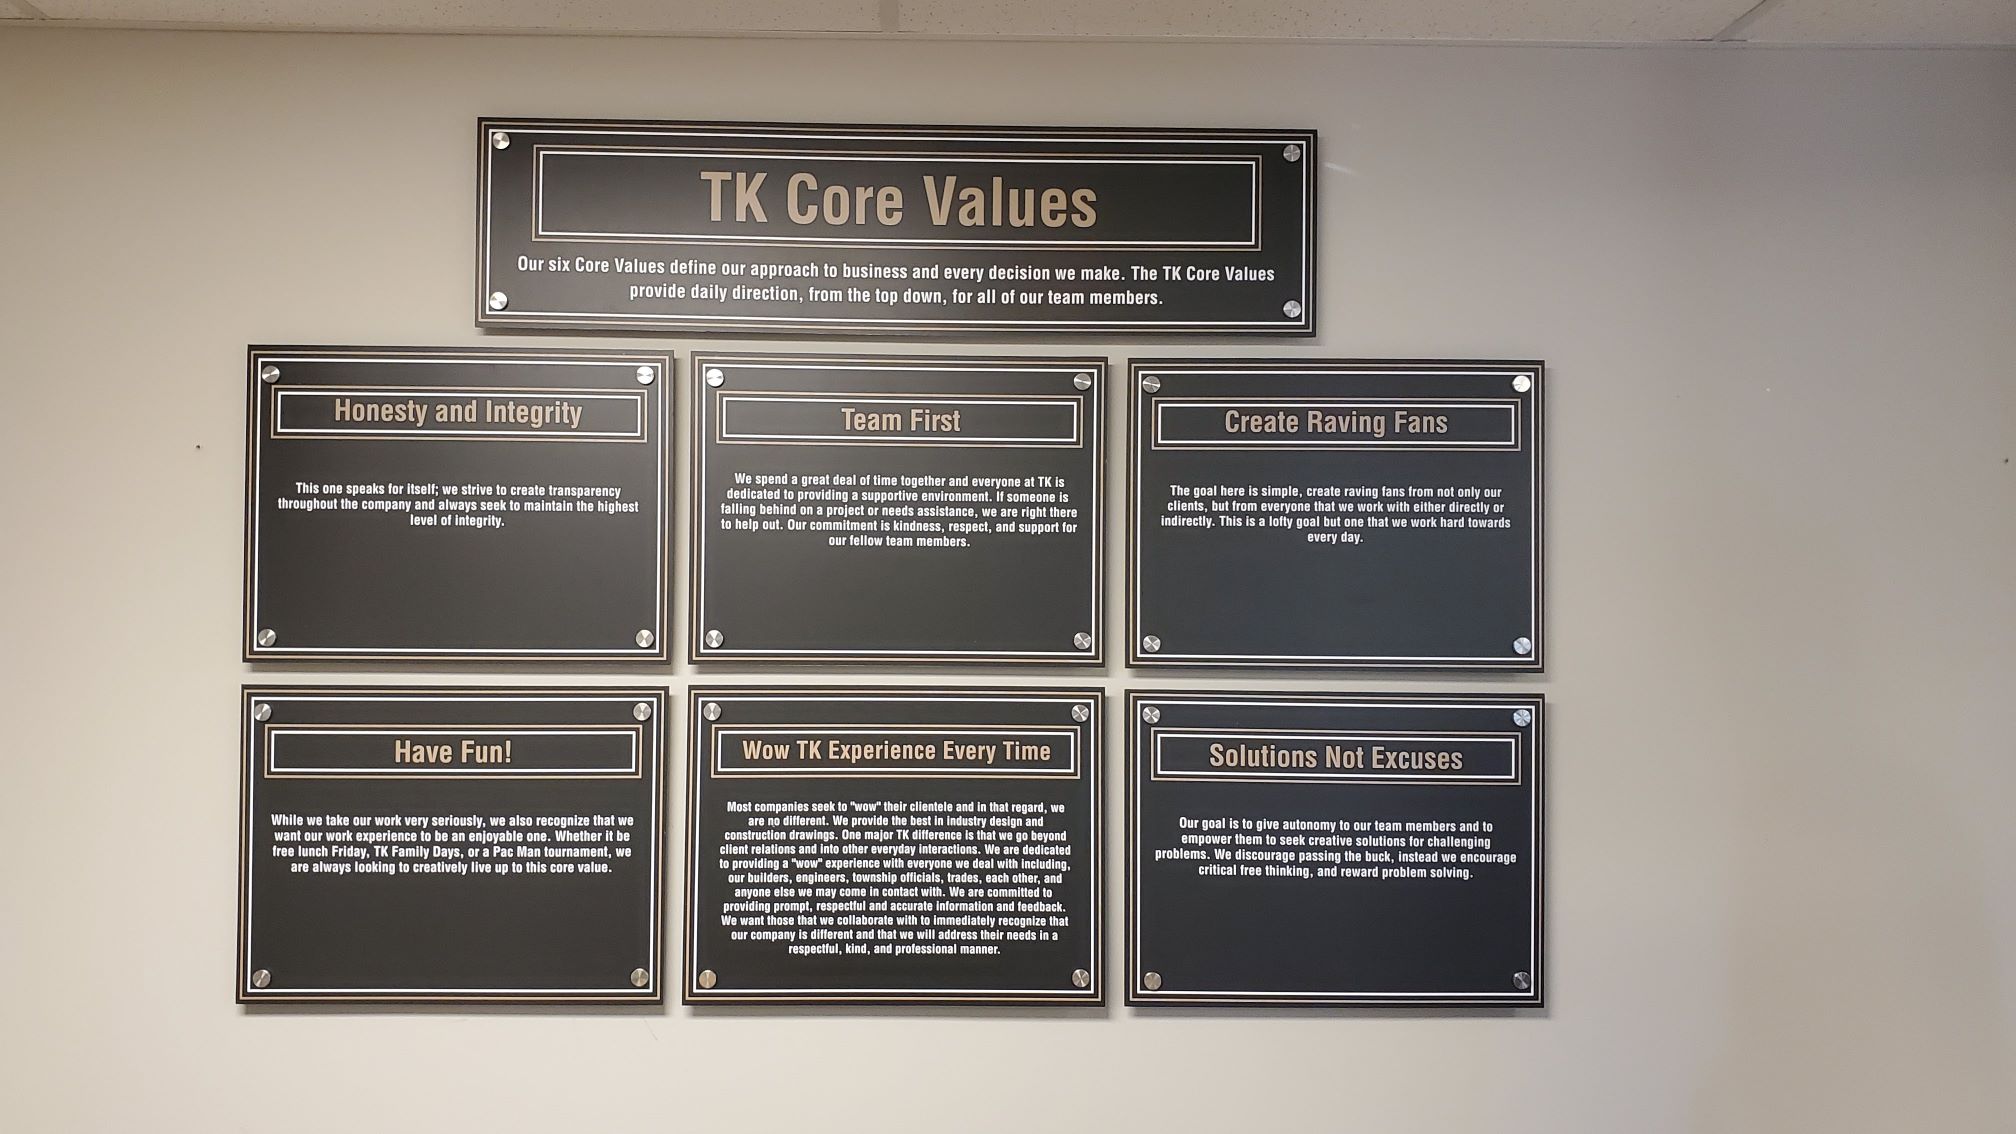 TK Core Values
Our six Core Values define our approach to business and every decision we make. The TK Core Values
provide daily direction, from the top down, for all of our team members.
Honesty and Integrity
This one speaks for itself; we strive to create transparency
throughout the company and always seek to maintain the highest
level of integrity.
Team First
We spend a great deal of time together and everyone at TK is
dedicated to providing a supportive environment. If someone is
falling behind on a project or needs assistance, we are right there
to help out. Our commitment is kindness, respect, and support for
our fellow team members.
Create Raving Fans
The goal here is simple, create raving fans from not only our
clients, but from everyone that we work with either directly or
indirectly. This is a lofty goal but one that we work hard towards
every day.
Have Fun!
While we take our work very seriously, we also recognize that we
want our work experience to be an enjoyable one. Whether it be
free lunch Friday, TK Family Days, or a Pac Man tournament, we
are always looking to creatively live up to this core value.
Wow TK Experience Every Time
Most companies seek to "wow" their clientele and in that regard, we
are no different. We provide the best in industry design and
construction drawings. One major TK difference is that we go beyond
client relations and into other everyday interactions. We are dedicated
to providing a "wow" experience with everyone we deal with including,
our builders, engineers, township officials, trades, each other, and
anyone else we may come in contact with. We are committed to
providing prompt, respectful and accurate information and feedback.
We want those that we collaborate with to immediately recognize that
our company is different and that we will address their needs in a
respectful, kind, and professional manner.
Solutions Not Excuses
Our goal is to give autonomy to our team members and to
empower them to seek creative solutions for challenging
problems. We discourage passing the buck, instead we encourage
critical free thinking, and reward problem solving.